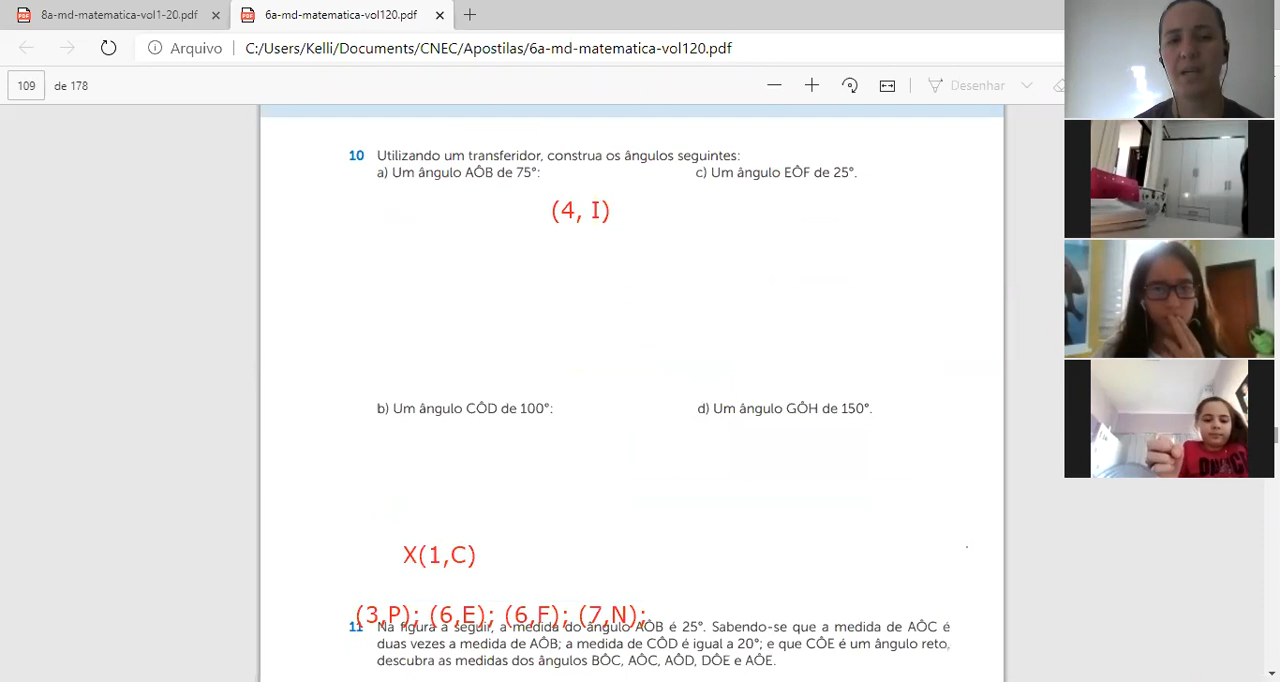 8a-md-matematica-vol1-20.pdf
6a-md-matematica-vol120.pdf
Arquivo
C:/Users/Kelli/Documents/CNEC/Apostilas/6a-md-matematica-vol120.pdf
109 de 178
Desenhar
10 Utilizando um transferidor, construa os ângulos seguintes:
a) Um ângulo AÔB de 75°:
c) Um ângulo EÔF de 25°.
(4, I)
b) Um ângulo CÔD de 100°:
d) Um ângulo GÔH de 150°.
X(1,C)
(3,P); (6,E); (6,F); (7,N);
11 Na figura a seguir, a medida do ângulo AÔB é 25°. Sabendo-se que a medida de AÔC é
duas vezes a medida de AÔB; a medida de CÔD é igual a 20°; e que CÔE é um ângulo reto,
descubra as medidas dos ângulos BÔC, AÔC, AÔD, DÔE e AÔE.